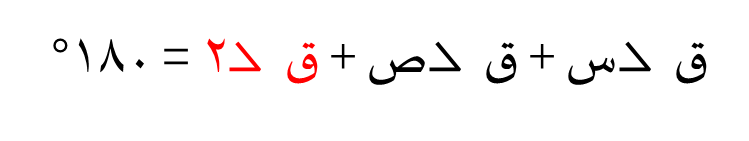 ق ∠س + ق ∠ص + ق ∠٢ = ١٨٠°